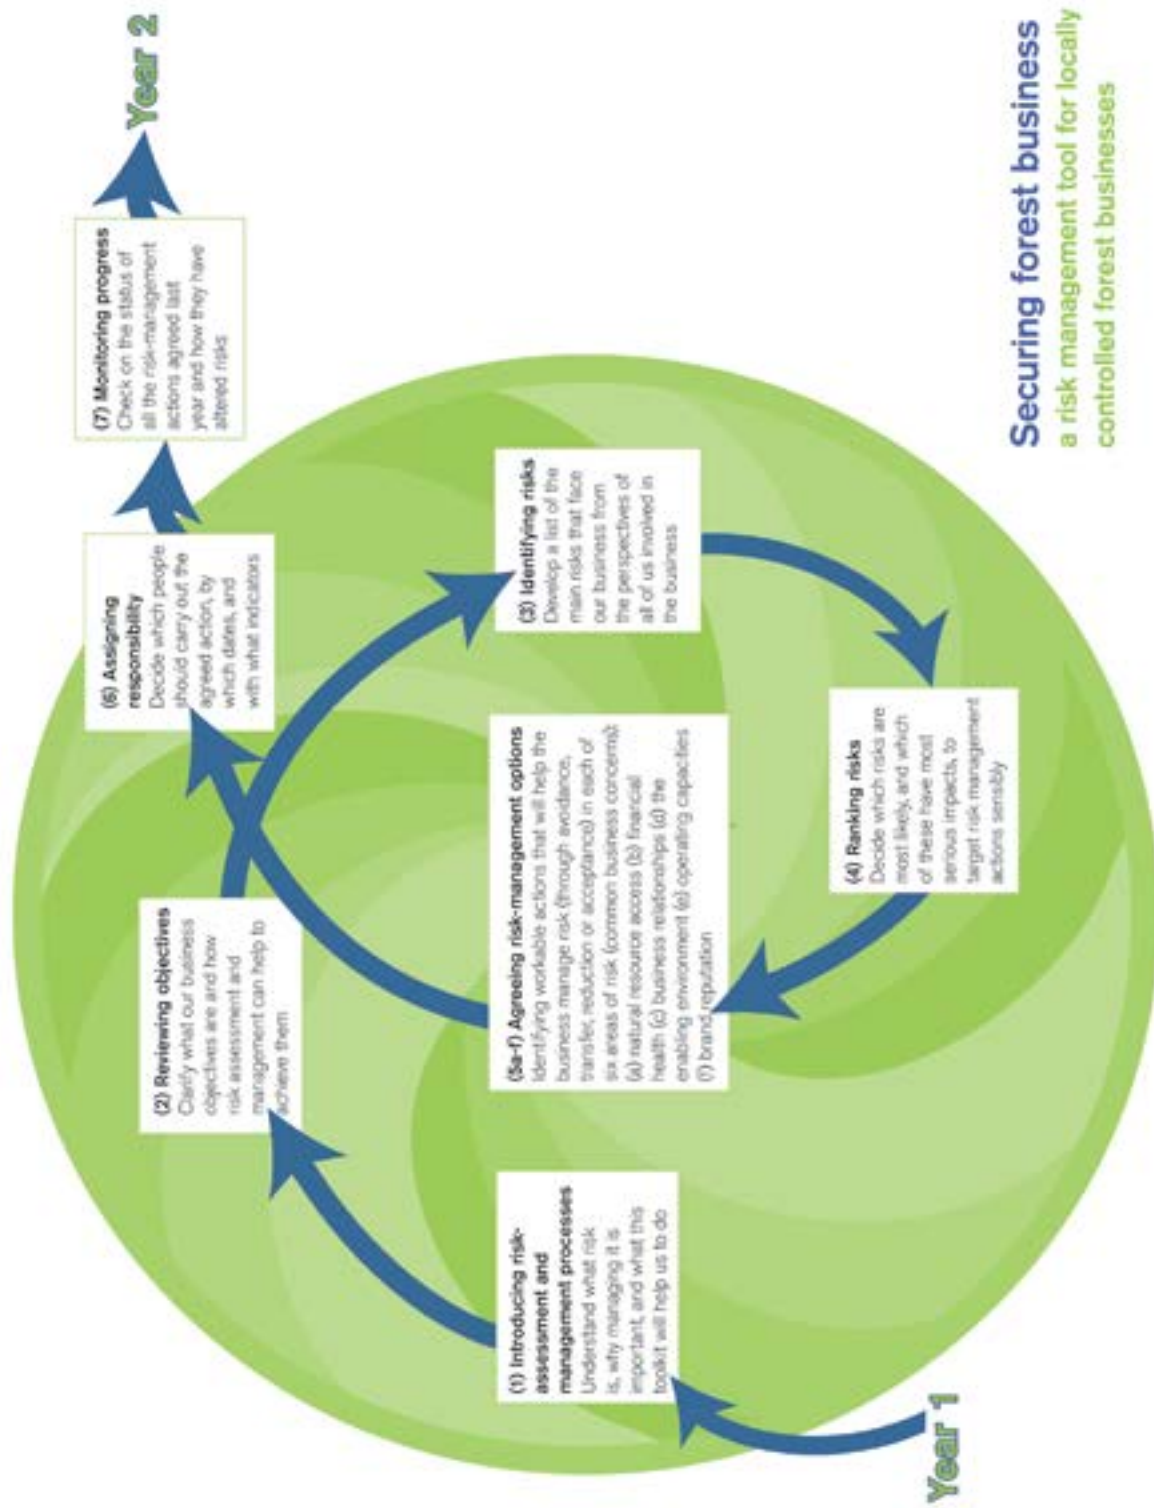 Year 1
(1) Introducing risk-
assessment and
management processes
Understand what risk
is, why managing it is
important, and what this
toolkit will help us to do
(2) Reviewing objectives
Clarify what our business
objectives are and how
risk assessment and
management can help to
achieve them
(3) Identifying risks
Develop a list of the
main risks that face
our business from
the perspectives of
all of us involved in
the business
(4) Ranking risks
Decide which risks are
most likely, and which
of these have most
serious impacts, to
target risk management
actions sensibly
(5a-f) Agreeing risk-management options
Identifying workable actions that will help the
business manage risk (through avoidance,
transfer, reduction or acceptance) in each of
six areas of risk (common business concerns):
(a) natural resource access (b) financial
health (c) business relationships (d) the
enabling environment (e) operating capacities
(f) brand reputation
(6) Assigning
responsibility
Decide which people
should carry out the
agreed action, by
which dates, and
with what indicators
(7) Monitoring progress
Check on the status of
all the risk-management
actions agreed last
year and how they have
altered risks
Year 2
Securing forest business
a risk management tool for locally
controlled forest businesses